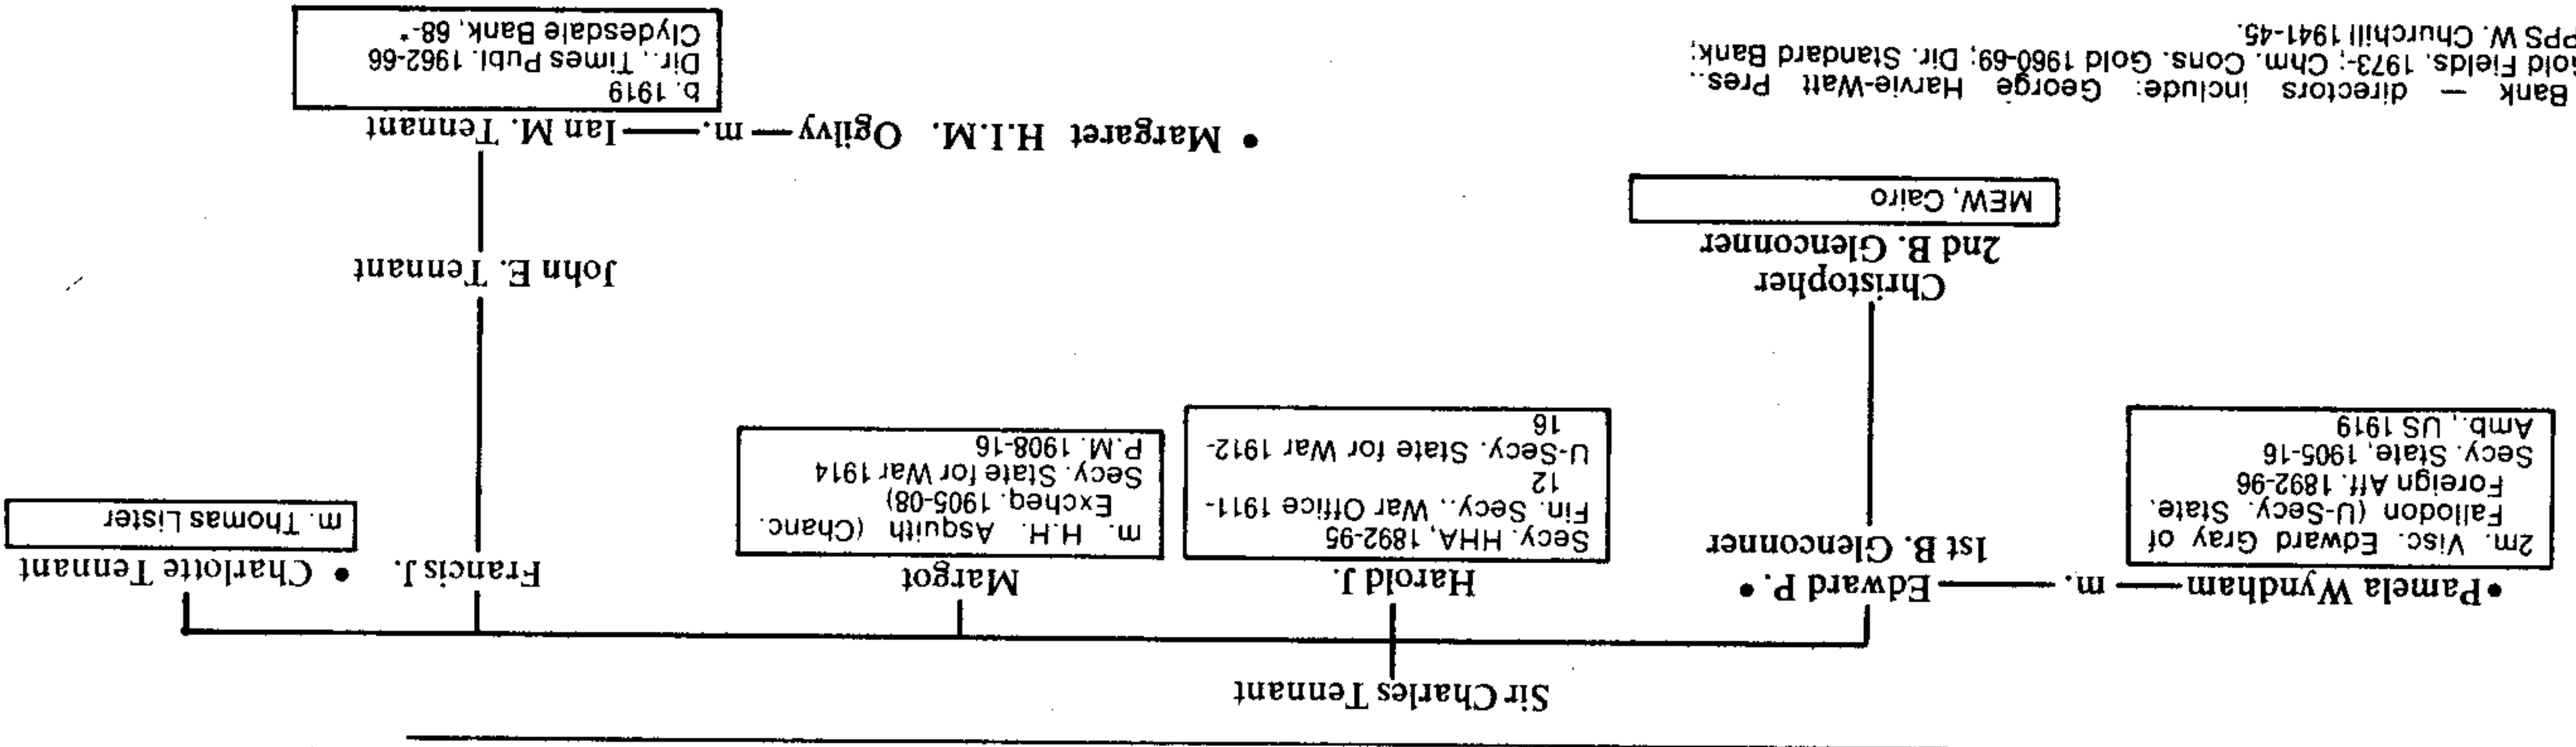 Sir Charles Tennant
•Pamela Wyndham — m. — Edward P. •
1st B. Glenconner
2m. Visc. Edward Gray of
Fallodon (U-Secy. State,
Foreign Aff. 1892-96
Secy. State, 1905-16
Amb., US 1919
Harold J.
Secy. HHA, 1892-95
Fin. Secy., War Office 1911-
12
U-Secy. State for War 1912-
16
Margot
m. H.H. Asquith (Chanc.
Excheq. 1905-08)
Secy. State for War 1914
P.M. 1908-16
Francis J.
• Charlotte Tennant
m. Thomas Lister
Christopher
2nd B. Glenconner
MEW, Cairo
John E. Tennant
• Margaret H.I.M. Ogilvy — m. — Ian M. Tennant
b. 1919
Dir., Times Publ. 1962-66
Clydesdale Bank, 68-*
Bank — directors include: George Harvie-Watt Pres.,
Gold Fields, 1973-; Chm. Cons. Gold 1960-69; Dir. Standard Bank;
PPS W. Churchill 1941-45.